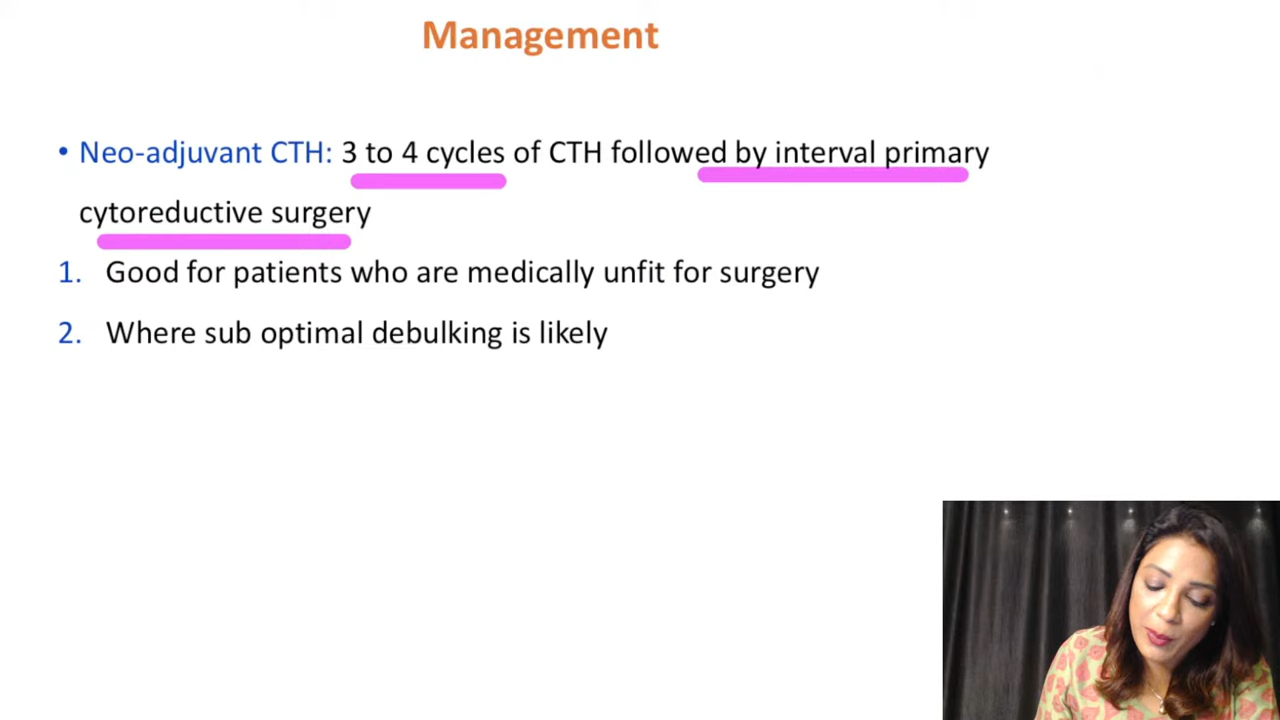 Management
• Neo-adjuvant CTH: 3 to 4 cycles of CTH followed by interval primary
cytoreductive surgery
1. Good for patients who are medically unfit for surgery
2. Where sub optimal debulking is likely